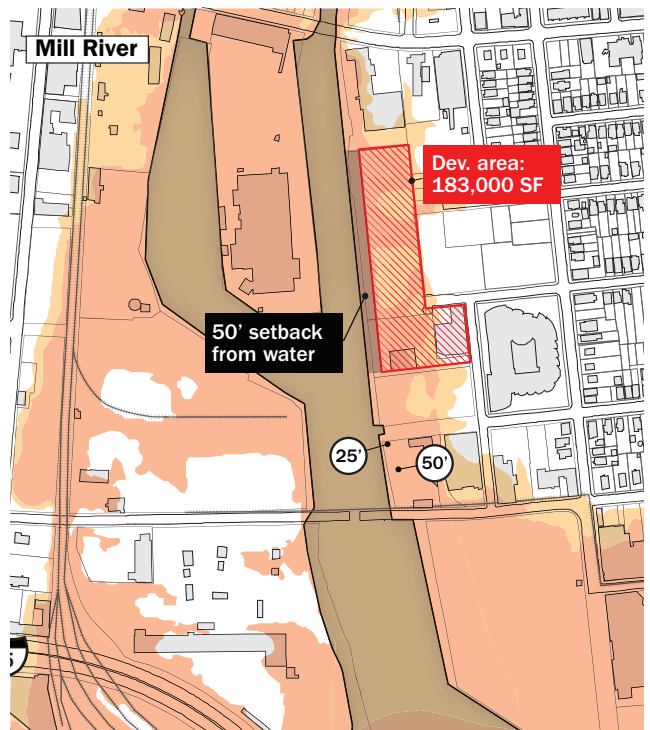 Mill River
Dev. area:
183,000 SF
50’ setback
from water
25’
50’